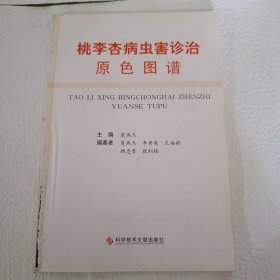 桃李杏病虫害诊治
原色图谱
TAO LI XING BINGCHONGHAI ZHENZHI
YUANSE TUPU
主 编
编著者
科学技术文献出版社